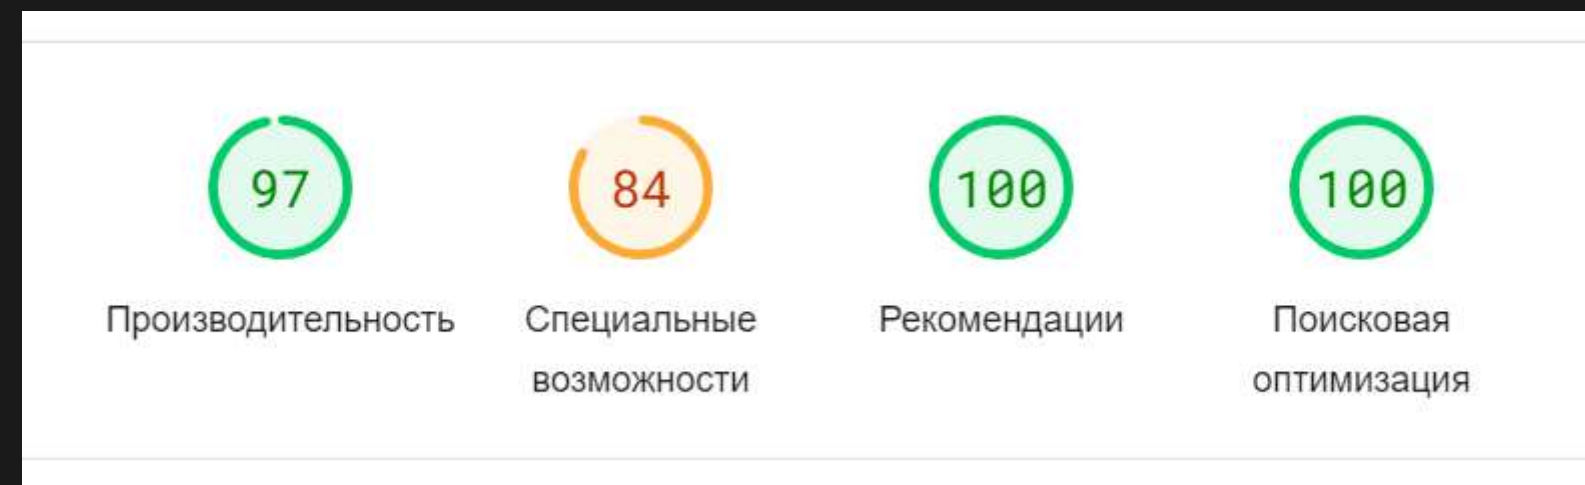 97 84 100 100
Производительность Специальные возможности Рекомендации Поисковая оптимизация